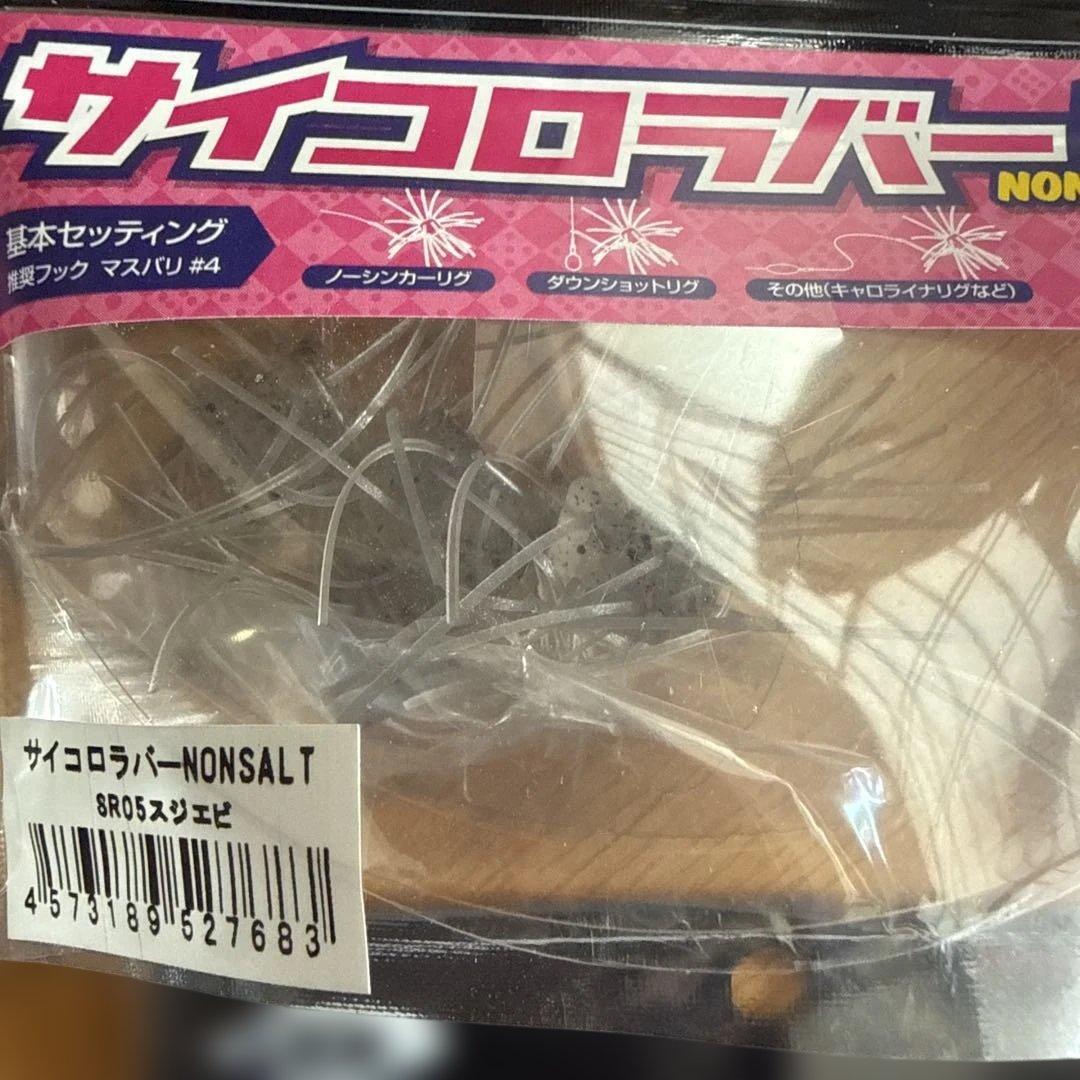 サイコロラバー
NON
基本セッティング
推奨フック マスバリ #4
ノーシンカーリグ
ダウンショットリグ
その他(キャロライナリグなど)
サイコロラバーNONSALT
SR05スジエビ
4573189527683